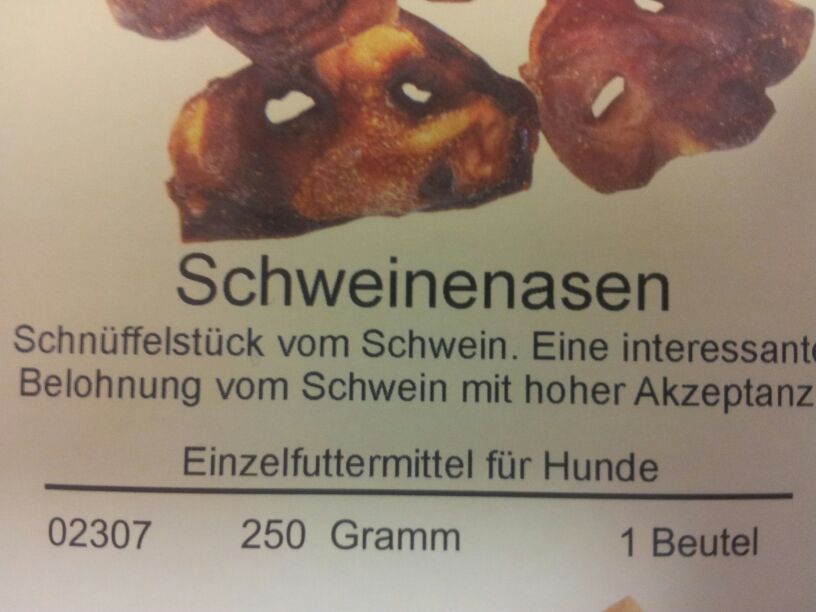 Schweinenasen
Schnüffelstück vom Schwein. Eine interessante
Belohnung vom Schwein mit hoher Akzeptanz
Einzelfuttermittel für Hunde
02307 250 Gramm 1 Beutel